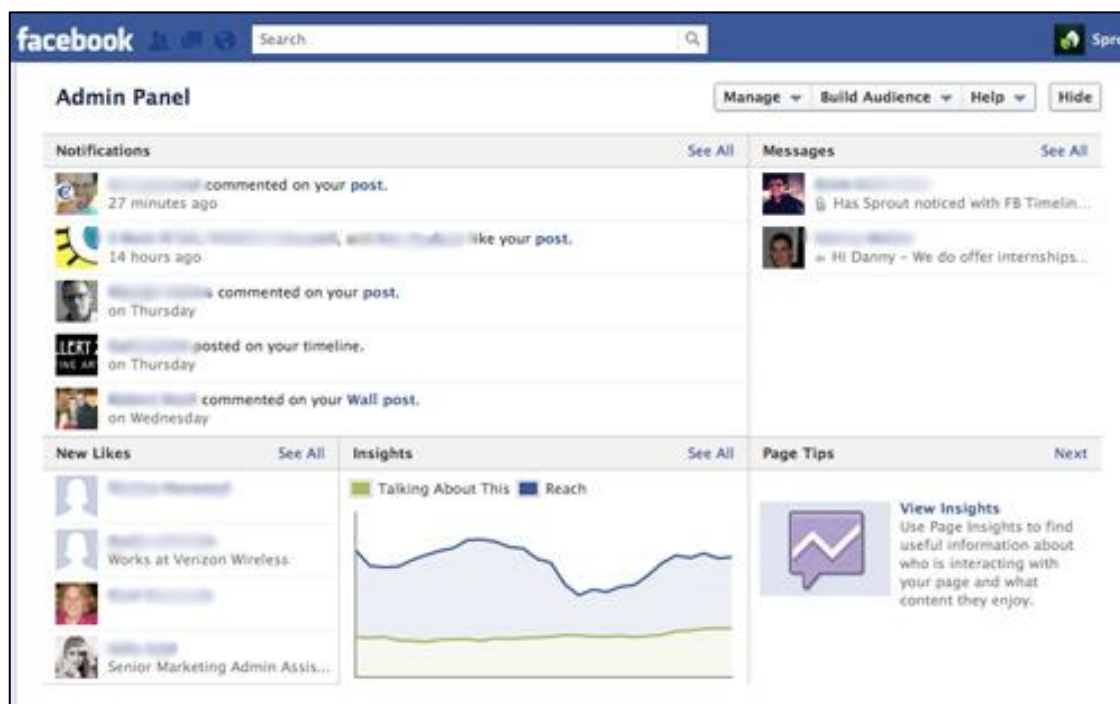 facebook
Search
Spro
Admin Panel
Manage
Build Audience
Help
Hide
Notifications
See All
commented on your post.
27 minutes ago
, and like your post.
14 hours ago
commented on your post.
on Thursday
posted on your timeline.
on Thursday
commented on your Wall post.
on Wednesday
Messages
See All
Has Sprout noticed with FB Timelin...
Hi Danny – We do offer internships...
New Likes
See All
Works at Verizon Wireless
Senior Marketing Admin Assis...
Insights
See All
Talking About This
Reach
Page Tips
Next
View Insights
Use Page Insights to find
useful information about
who is interacting with
your page and what
content they enjoy.